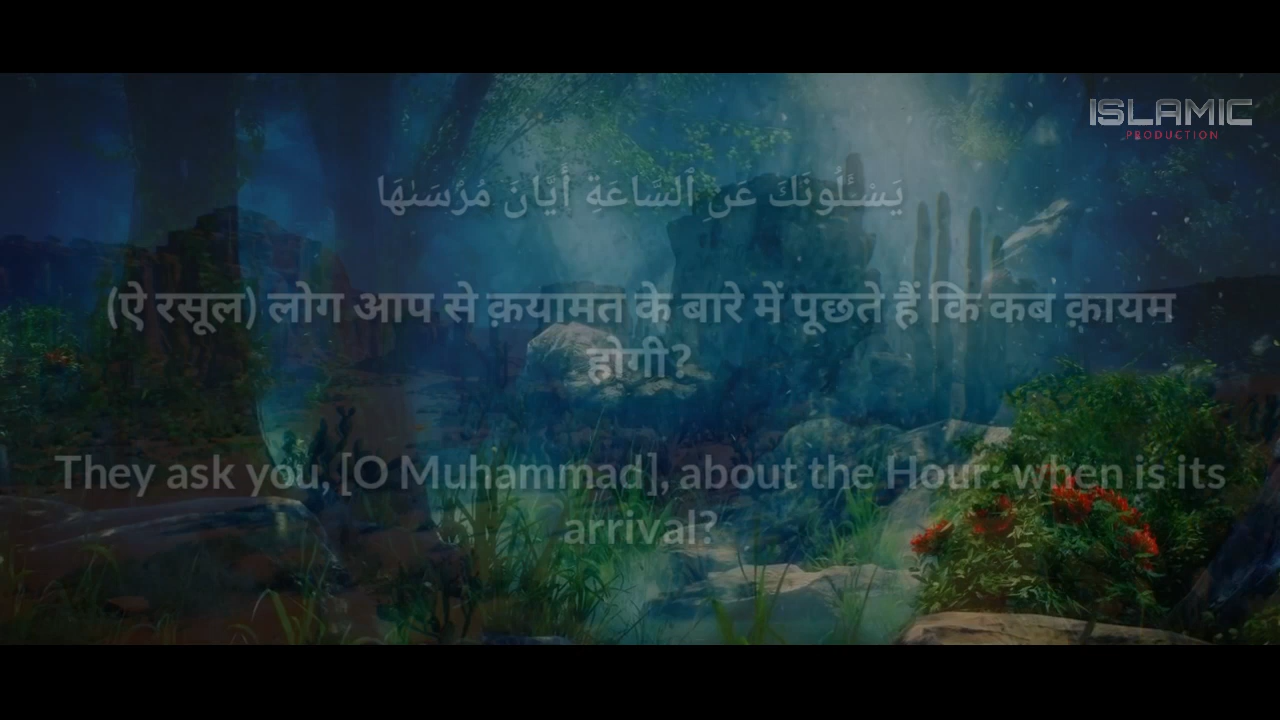 ISLAMIC
PRODUCTION
يَسْـَٔلُونَكَ عَنِ ٱلسَّاعَةِ أَيَّانَ مُرْسَىٰهَا
(ऐ रसूल) लोग आप से क़यामत के बारे में पूछते हैं कि कब क़ायम
होगी?
They ask you, [O Muhammad], about the Hour: when is its
arrival?